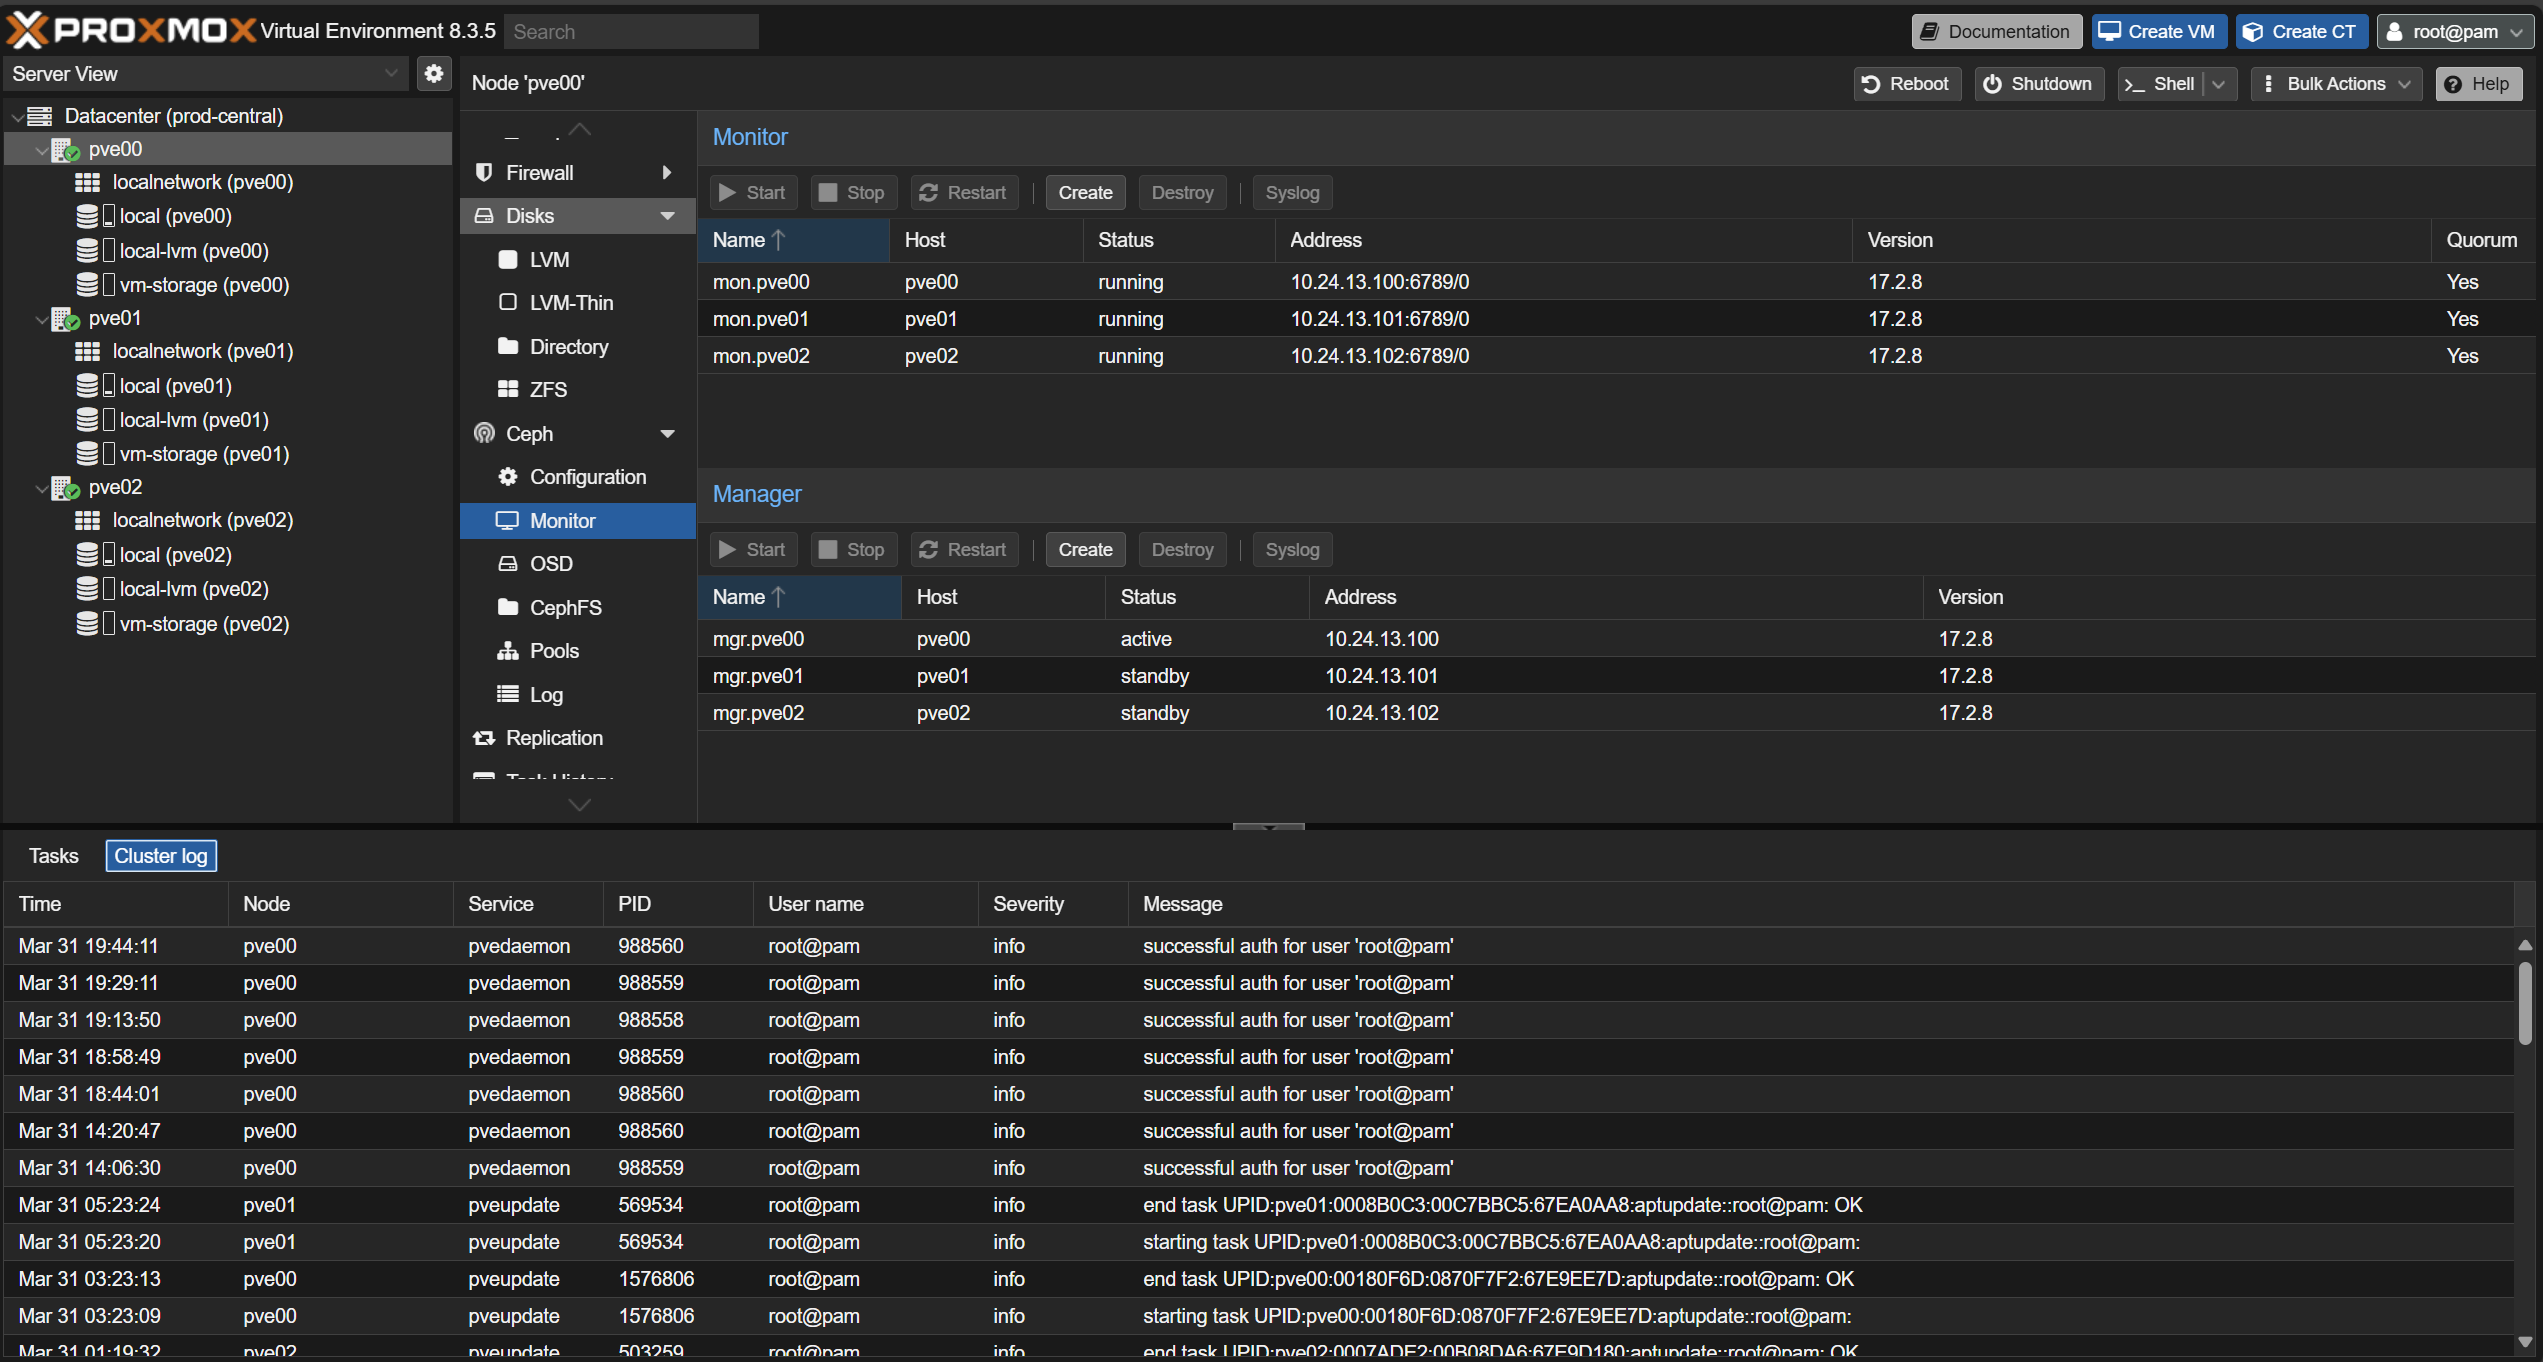 PROXMOX Virtual Environment 8.3.5 Search Documentation Create VM Create CT root@pam
Server View
Datacenter (prod-central)
pve00
localnetwork (pve00)
local (pve00)
local-lvm (pve00)
vm-storage (pve00)
pve01
localnetwork (pve01)
local (pve01)
local-lvm (pve01)
vm-storage (pve01)
pve02
localnetwork (pve02)
local (pve02)
local-lvm (pve02)
vm-storage (pve02)
Node 'pve00' Reboot Shutdown Shell Bulk Actions Help
Firewall
Disks
LVM
LVM-Thin
Directory
ZFS
Ceph
Configuration
Monitor
OSD
CephFS
Pools
Log
Replication
Task History
Monitor
Start Stop Restart Create Destroy Syslog
Name Host Status Address Version Quorum
mon.pve00 pve00 running 10.24.13.100:6789/0 17.2.8 Yes
mon.pve01 pve01 running 10.24.13.101:6789/0 17.2.8 Yes
mon.pve02 pve02 running 10.24.13.102:6789/0 17.2.8 Yes
Manager
Start Stop Restart Create Destroy Syslog
Name Host Status Address Version
mgr.pve00 pve00 active 10.24.13.100 17.2.8
mgr.pve01 pve01 standby 10.24.13.101 17.2.8
mgr.pve02 pve02 standby 10.24.13.102 17.2.8
Tasks Cluster log
Time Node Service PID User name Severity Message
Mar 31 19:44:11 pve00 pvedaemon 988560 root@pam info successful auth for user 'root@pam'
Mar 31 19:29:11 pve00 pvedaemon 988559 root@pam info successful auth for user 'root@pam'
Mar 31 19:13:50 pve00 pvedaemon 988558 root@pam info successful auth for user 'root@pam'
Mar 31 18:58:49 pve00 pvedaemon 988559 root@pam info successful auth for user 'root@pam'
Mar 31 18:44:01 pve00 pvedaemon 988560 root@pam info successful auth for user 'root@pam'
Mar 31 14:20:47 pve00 pvedaemon 988560 root@pam info successful auth for user 'root@pam'
Mar 31 14:06:30 pve00 pvedaemon 988559 root@pam info successful auth for user 'root@pam'
Mar 31 05:23:24 pve01 pveupdate 569534 root@pam info end task UPID:pve01:0008B0C3:00C7BBC5:67EA0AA8:aptupdate::root@pam: OK
Mar 31 05:23:20 pve01 pveupdate 569534 root@pam info starting task UPID:pve01:0008B0C3:00C7BBC5:67EA0AA8:aptupdate::root@pam:
Mar 31 03:23:13 pve00 pveupdate 1576806 root@pam info end task UPID:pve00:00180F6D:0870F7F2:67E9EE7D:aptupdate::root@pam: OK
Mar 31 03:23:09 pve00 pveupdate 1576806 root@pam info starting task UPID:pve00:00180F6D:0870F7F2:67E9EE7D:aptupdate::root@pam:
Mar 31 01:19:32 pve02 pveupdate 503259 root@pam info end task UPID:pve02:0007ADE2:00B08DA6:67E9D180:aptupdate::root@pam: OK